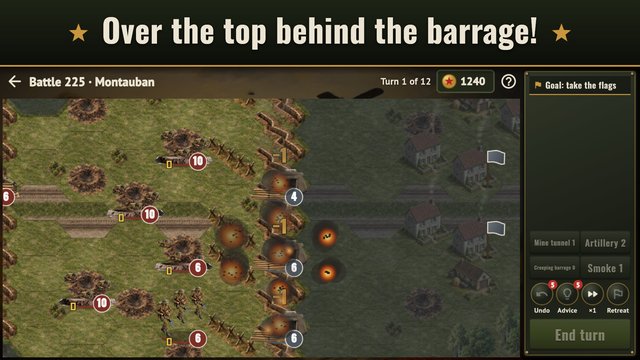 Over the top behind the barrage!
Battle 225 · Montauban
Turn 1 of 12
1240
?
Goal: take the flags
-1
10
6
4
10
-1
6
6
10
6
Mine tunnel 1
Artillery 2
Creeping barrage 0
Smoke 1
5
5
Undo
Advice
×1
Retreat
End turn